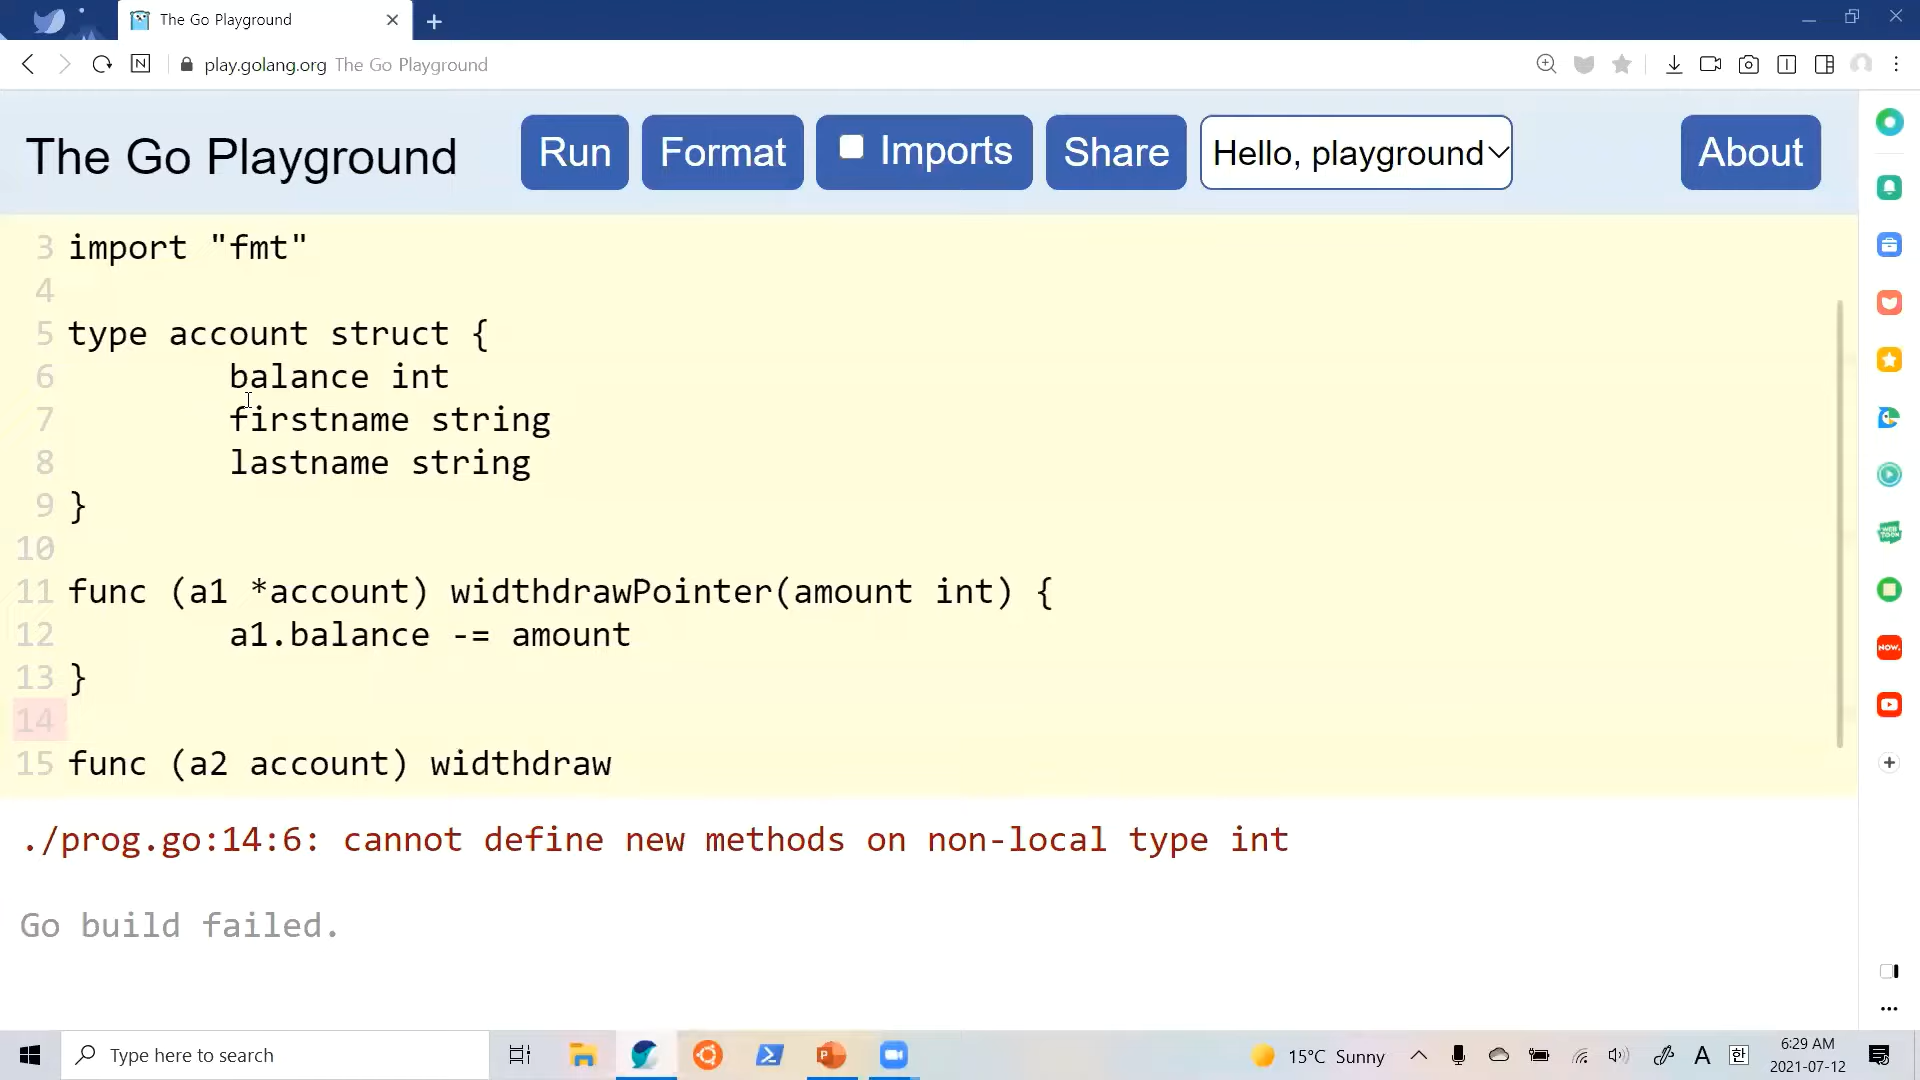 The Go Playground
play.golang.org The Go Playground
The Go Playground Run Format Imports Share Hello, playground About
3 import "fmt"
4
5 type account struct {
6 balance int
7 firstname string
8 lastname string
9 }
10
11 func (a1 *account) widthdrawPointer(amount int) {
12 a1.balance -= amount
13 }
14
15 func (a2 account) widthdraw
./prog.go:14:6: cannot define new methods on non-local type int
Go build failed.
WEB TOON
NOW.
Type here to search
15°C Sunny
A 한
6:29 AM
2021-07-12